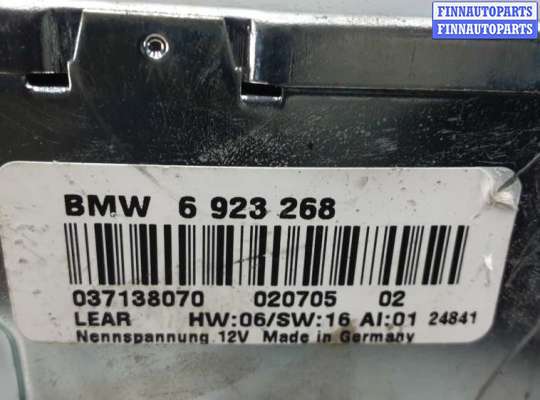 FINNAUTOPARTS
FINNAUTOPARTS
BMW 6 923 268
037138070 020705 02
LEAR HW:06/SW:16 AI:01 24841
Nennspannung 12V Made in Germany